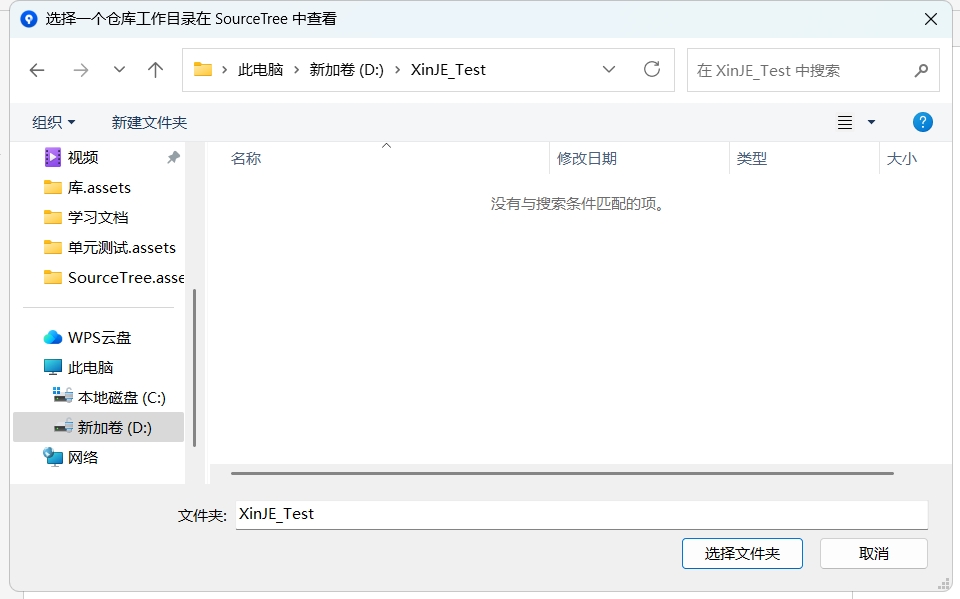 选择一个仓库工作目录在 SourceTree 中查看
此电脑 › 新加卷 (D:) › XinJE_Test
在 XinJE_Test 中搜索
组织 新建文件夹
?
名称 修改日期 类型 大小
没有与搜索条件匹配的项。
视频
库.assets
学习文档
单元测试.assets
SourceTree.asse
WPS云盘
此电脑
本地磁盘 (C:)
新加卷 (D:)
网络
文件夹: XinJE_Test
选择文件夹 取消